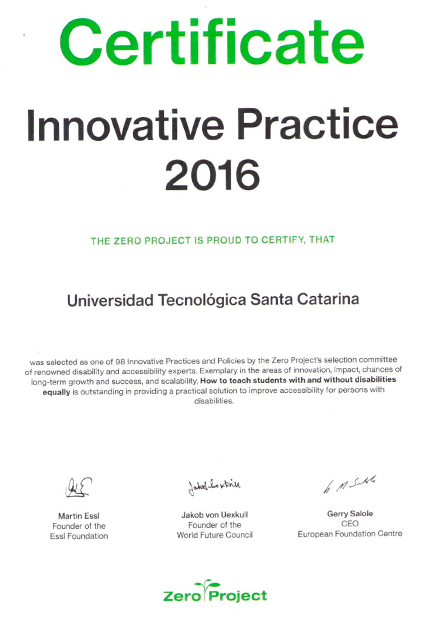 Certificate
Innovative Practice
2016
THE ZERO PROJECT IS PROUD TO CERTIFY, THAT
Universidad Tecnológica Santa Catarina
was selected as one of 98 Innovative Practices and Policies by the Zero Project's selection committee
of renowned disability and accessibility experts. Exemplary in the areas of innovation, impact, chances of
long-term growth and success, and scalability, How to teach students with and without disabilities
equally is outstanding in providing a practical solution to improve accessibility for persons with
disabilities.
Martin Essl
Founder of the
Essl Foundation
Jakob von Uexkull
Founder of the
World Future Council
Gerry Salole
CEO
European Foundation Centre
Zero Project